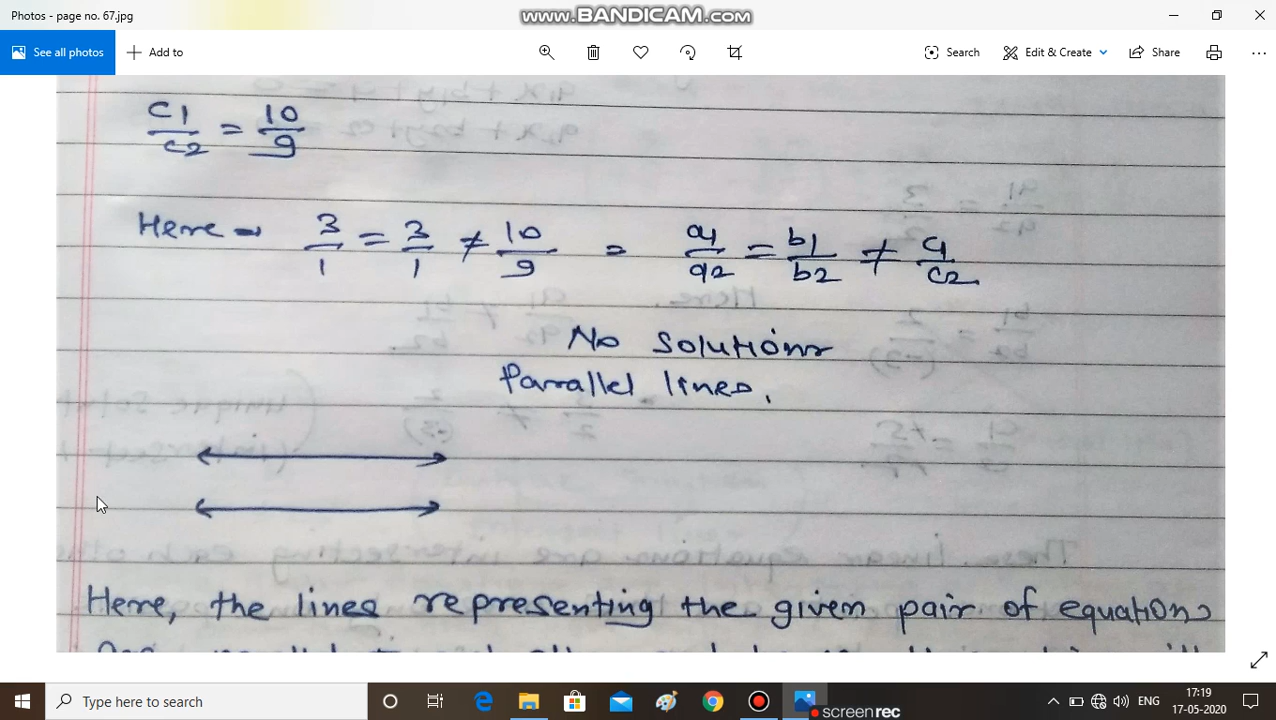 Photos - page no. 67.jpg
www.BANDICAM.com
See all photos
Add to
Search
Edit & Create
Share
c1/c2 = 10/9
Here → 3/1 = 3/1 ≠ 10/9 = a1/a2 = b1/b2 ≠ c1/c2
No solutions
Parallel lines,
Here, the lines representing the given pair of equations
Type here to search
ENG
17:19
17-05-2020
screen rec